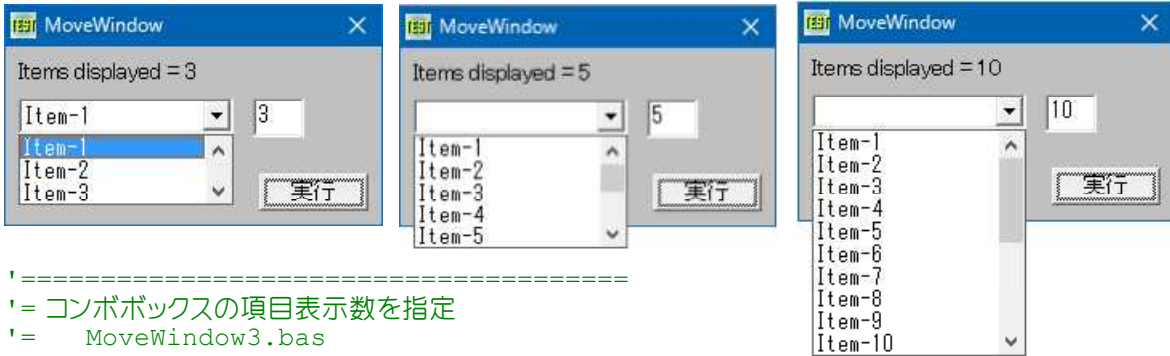 TEST MoveWindow
Items displayed = 3
Item-1 3
Item-1
Item-2
Item-3
実行
TEST MoveWindow
Items displayed = 5
5
Item-1
Item-2
Item-3
Item-4
Item-5
実行
TEST MoveWindow
Items displayed = 10
10
Item-1
Item-2
Item-3
Item-4
Item-5
Item-6
Item-7
Item-8
Item-9
Item-10
実行
'======================================
'= コンボボックスの項目表示数を指定
'= MoveWindow3.bas